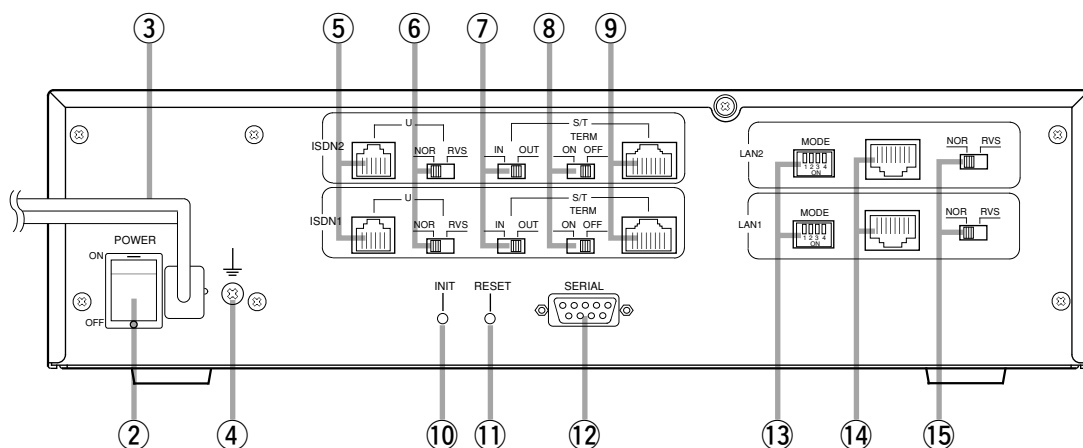 ③ ⑤ ⑥ ⑦ ⑧ ⑨
U S/T
ISDN2 NOR RVS IN OUT TERM ON OFF
U S/T
ISDN1 NOR RVS IN OUT TERM ON OFF
LAN2 MODE 1 2 3 4 ON NOR RVS
LAN1 MODE 1 2 3 4 ON NOR RVS
POWER
ON
OFF
INIT RESET SERIAL
② ④ ⑩ ⑪ ⑫ ⑬ ⑭ ⑮